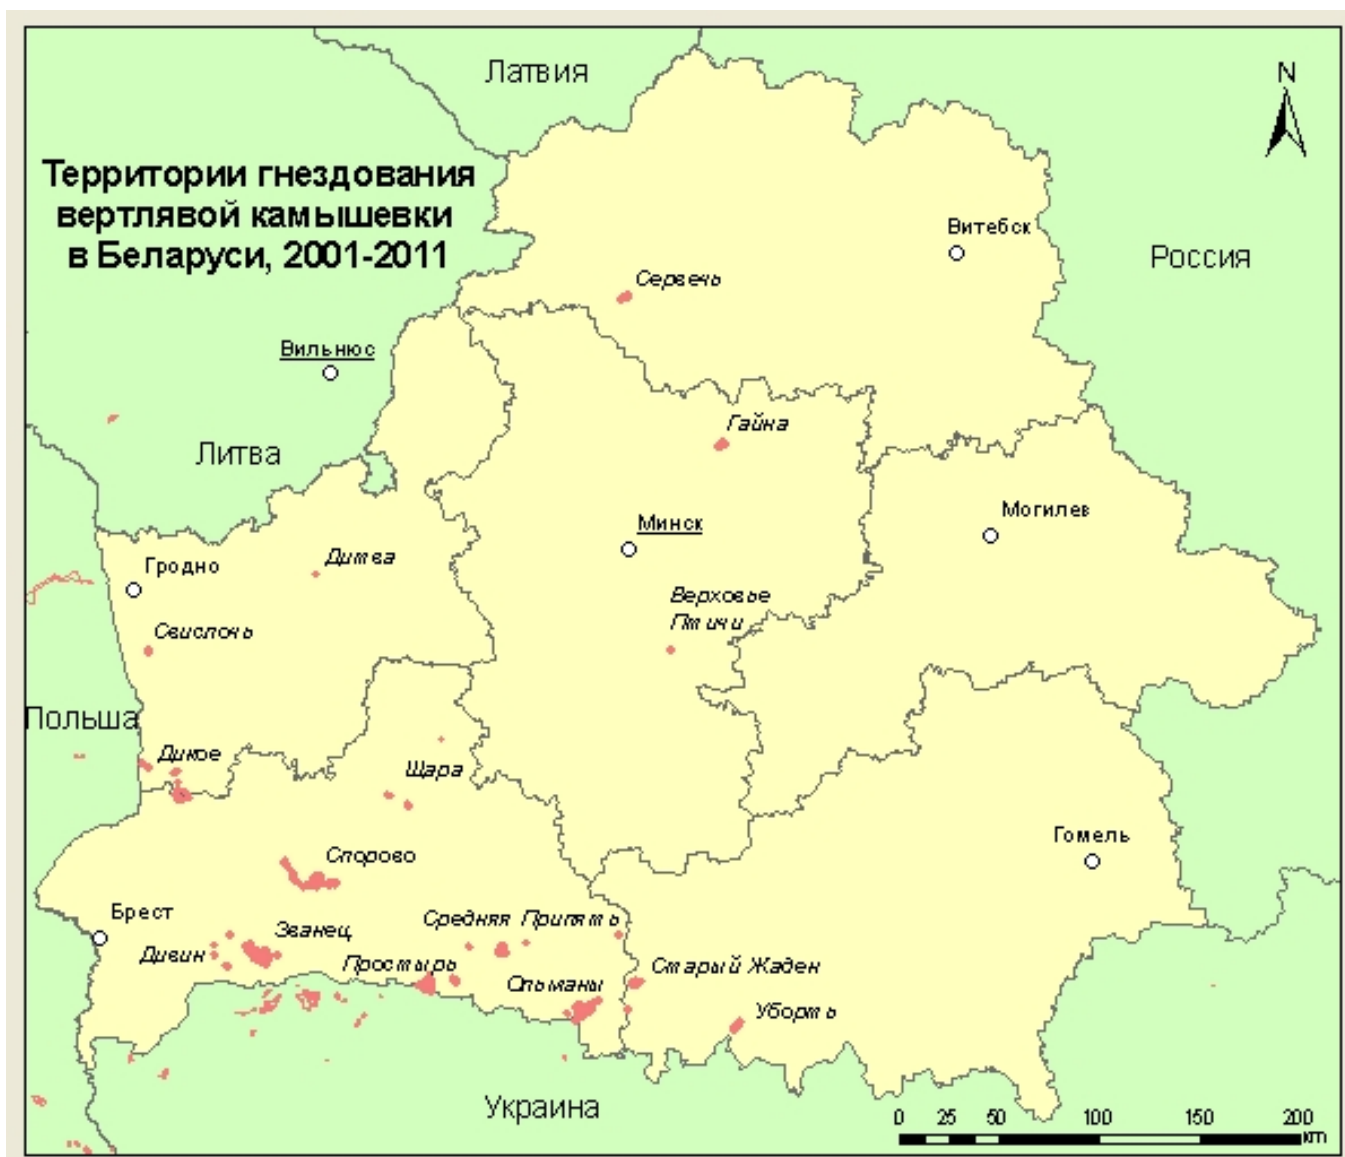 Латвия
N
Территории гнездования
вертлявой камышевки
в Беларуси, 2001-2011
Витебск
Россия
Сервечь
Вильнюс
Гайна
Литва
Могилев
Минск
Дитва
Гродно
Верховье
Птичи
Свислочь
Польша
Дикое
Щара
Гомель
Спорово
Брест
Средняя Припять
Званец
Дивин
Простырь
Старый Жаден
Ольманы
Уборть
Украина
0 25 50 100 150 200
km